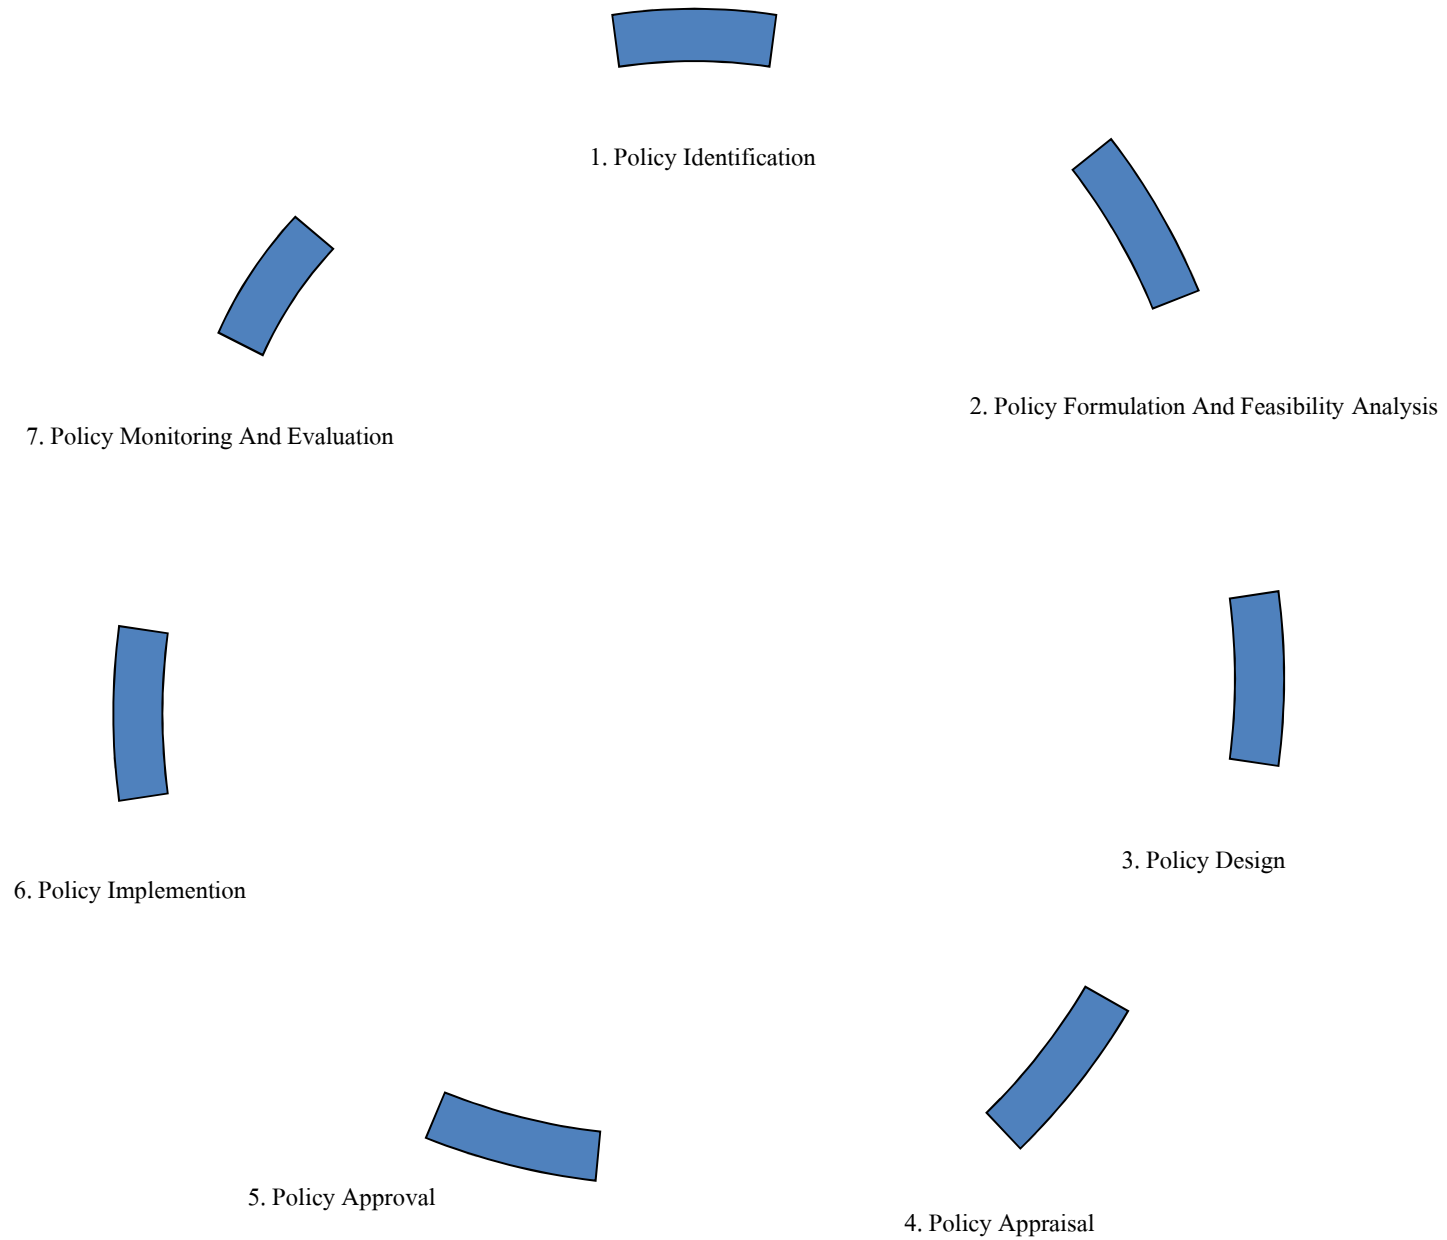 1. Policy Identification
2. Policy Formulation And Feasibility Analysis
7. Policy Monitoring And Evaluation
3. Policy Design
6. Policy Implemention
5. Policy Approval
4. Policy Appraisal